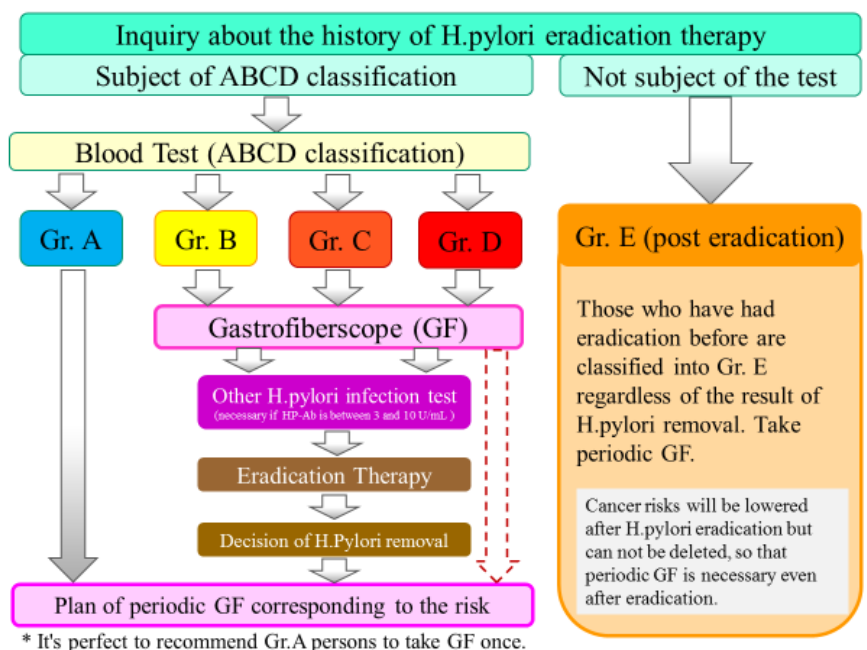 Inquiry about the history of H.pylori eradication therapy
Subject of ABCD classification
Not subject of the test
Blood Test (ABCD classification)
Gr. A
Gr. B
Gr. C
Gr. D
Gastrofiberscope (GF)
Other H.pylori infection test
(necessary if HP-Ab is between 3 and 10 U/mL )
Eradication Therapy
Decision of H.Pylori removal
Plan of periodic GF corresponding to the risk
* It's perfect to recommend Gr.A persons to take GF once.
Gr. E (post eradication)
Those who have had
eradication before are
classified into Gr. E
regardless of the result of
H.pylori removal. Take
periodic GF.
Cancer risks will be lowered
after H.pylori eradication but
can not be deleted, so that
periodic GF is necessary even
after eradication.